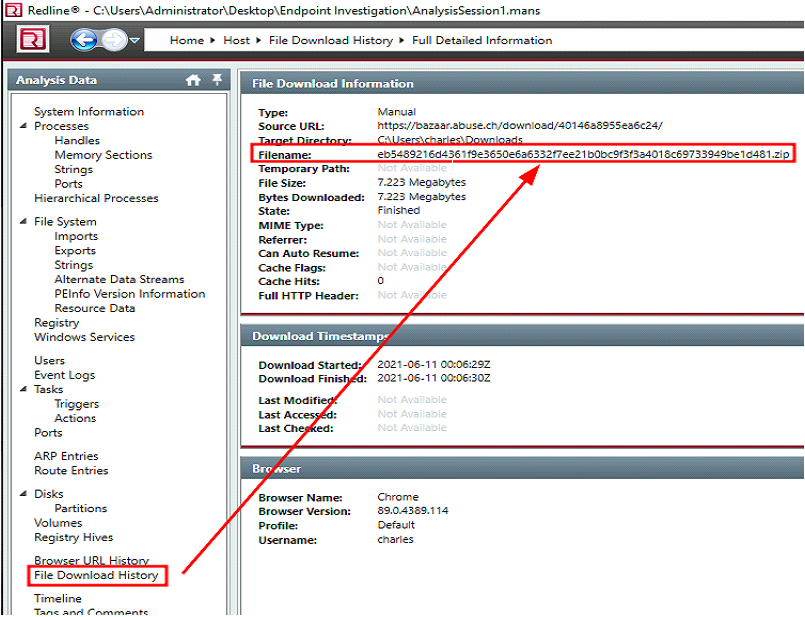 Redline® - C:\Users\Administrator\Desktop\Endpoint Investigation\AnalysisSession1.mans
Home Host File Download History Full Detailed Information
Analysis Data
System Information
Processes
Handles
Memory Sections
Strings
Ports
Hierarchical Processes
File System
Imports
Exports
Strings
Alternate Data Streams
PEInfo Version Information
Resource Data
Registry
Windows Services
Users
Event Logs
Tasks
Triggers
Actions
Ports
ARP Entries
Route Entries
Disks
Partitions
Volumes
Registry Hives
Browser URL History
File Download History
Timeline
Tags and Comments
File Download Information
Type: Manual
Source URL: https://bazaar.abuse.ch/download/40146a8955ea6c24/
Target Directory: C:\Users\charles\Downloads
Filename: eb5489216d4361f9e3650e6a6332f7ee21b0bc9f3f3a4018c69733949be1d481.zip
Temporary Path: Not Available
File Size: 7.223 Megabytes
Bytes Downloaded: 7.223 Megabytes
State: Finished
MIME Type: Not Available
Referrer: Not Available
Can Auto Resume: Not Available
Cache Flags: Not Available
Cache Hits: 0
Full HTTP Header: Not Available
Download Timestamps
Download Started: 2021-06-11 00:06:29Z
Download Finished: 2021-06-11 00:06:30Z
Last Modified: Not Available
Last Accessed: Not Available
Last Checked: Not Available
Browser
Browser Name: Chrome
Browser Version: 89.0.4389.114
Profile: Default
Username: charles